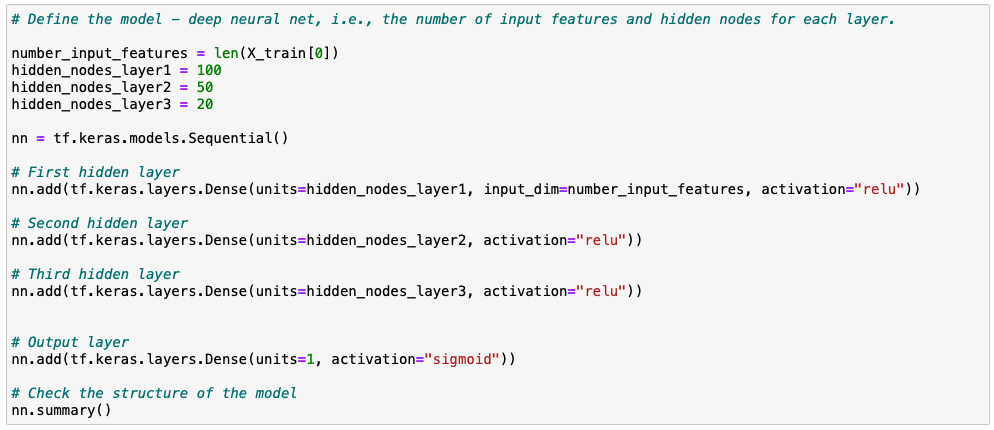 # Define the model - deep neural net, i.e., the number of input features and hidden nodes for each layer.
number_input_features = len(X_train[0])
hidden_nodes_layer1 = 100
hidden_nodes_layer2 = 50
hidden_nodes_layer3 = 20
nn = tf.keras.models.Sequential()
# First hidden layer
nn.add(tf.keras.layers.Dense(units=hidden_nodes_layer1, input_dim=number_input_features, activation="relu"))
# Second hidden layer
nn.add(tf.keras.layers.Dense(units=hidden_nodes_layer2, activation="relu"))
# Third hidden layer
nn.add(tf.keras.layers.Dense(units=hidden_nodes_layer3, activation="relu"))
# Output layer
nn.add(tf.keras.layers.Dense(units=1, activation="sigmoid"))
# Check the structure of the model
nn.summary()